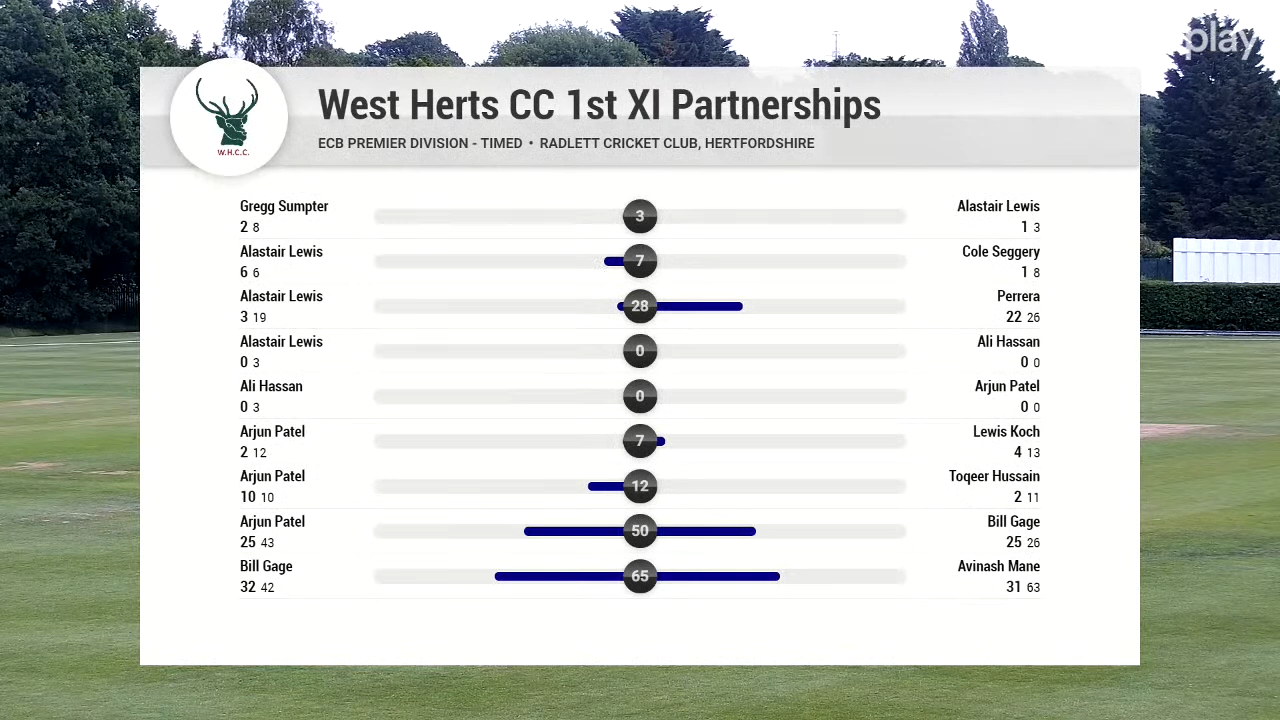 play
West Herts CC 1st XI Partnerships
ECB PREMIER DIVISION - TIMED • RADLETT CRICKET CLUB, HERTFORDSHIRE
W.H.C.C.
Gregg Sumpter 3 Alastair Lewis
2 8 1 3
Alastair Lewis 7 Cole Seggery
6 6 1 8
Alastair Lewis 28 Perrera
3 19 22 26
Alastair Lewis 0 Ali Hassan
0 3 0 0
Ali Hassan 0 Arjun Patel
0 3 0 0
Arjun Patel 7 Lewis Koch
2 12 4 13
Arjun Patel 12 Toqeer Hussain
10 10 2 11
Arjun Patel 50 Bill Gage
25 43 25 26
Bill Gage 65 Avinash Mane
32 42 31 63